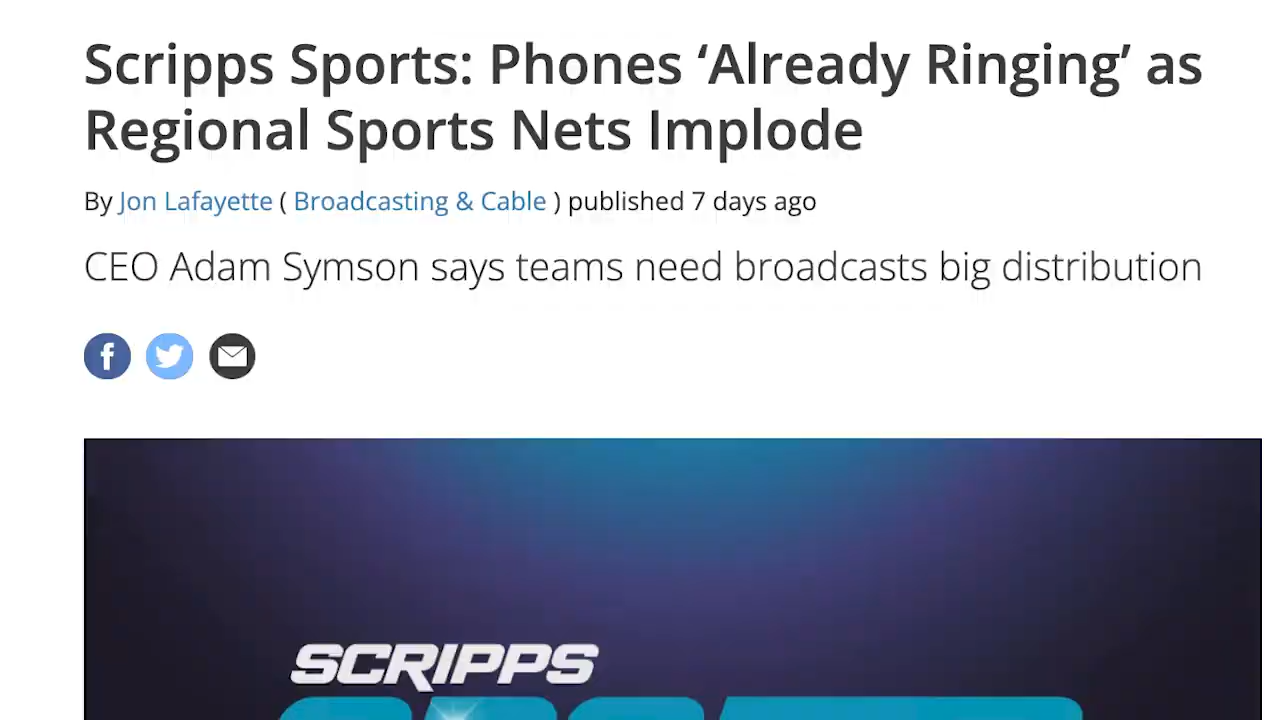 Scripps Sports: Phones ‘Already Ringing’ as
Regional Sports Nets Implode
By Jon Lafayette ( Broadcasting & Cable ) published 7 days ago
CEO Adam Symson says teams need broadcasts big distribution
f
SCRIPPS